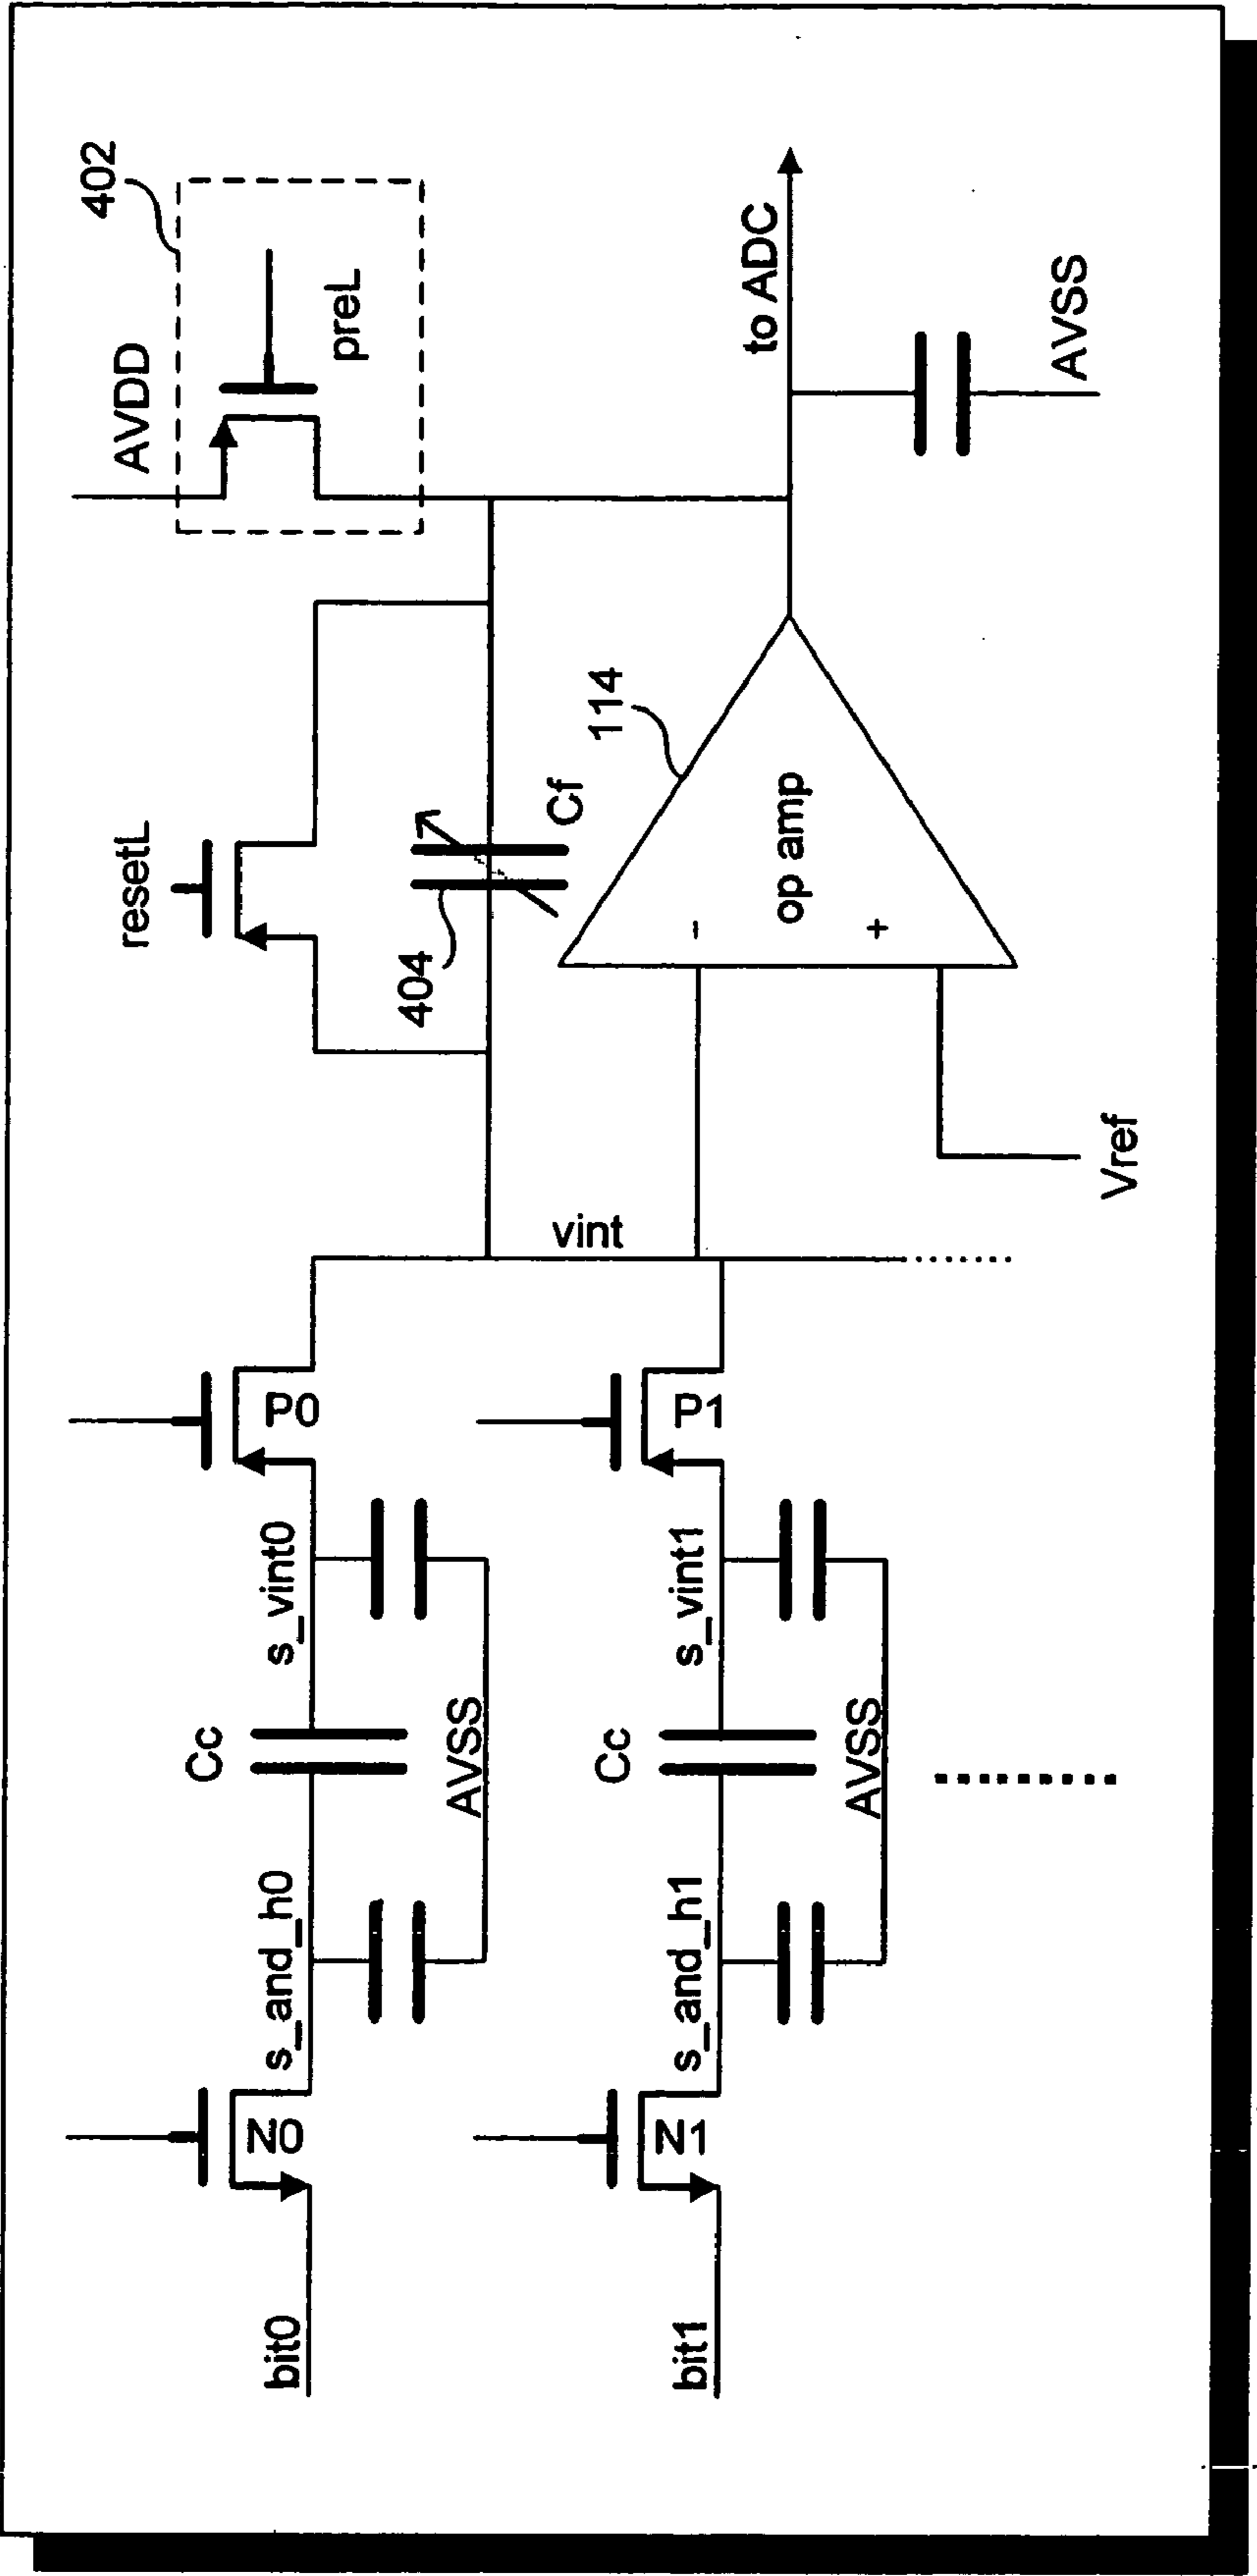 402
AVDD
preL
resetL
404
Cf
114
to ADC
op amp
-
+
AVSS
Vref
vint
P0
s_vint0
Cc
AVSS
s_and_h0
N0
bit0
P1
s_vint1
Cc
AVSS
s_and_h1
N1
bit1